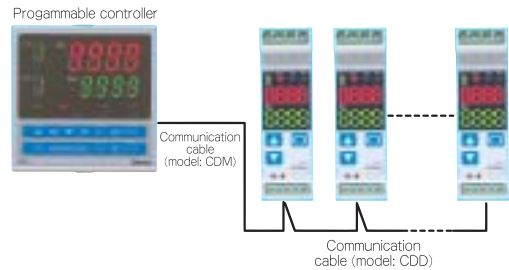 Progammable controller
Communication
cable
(model: CDM)
Communication
cable (model: CDD)